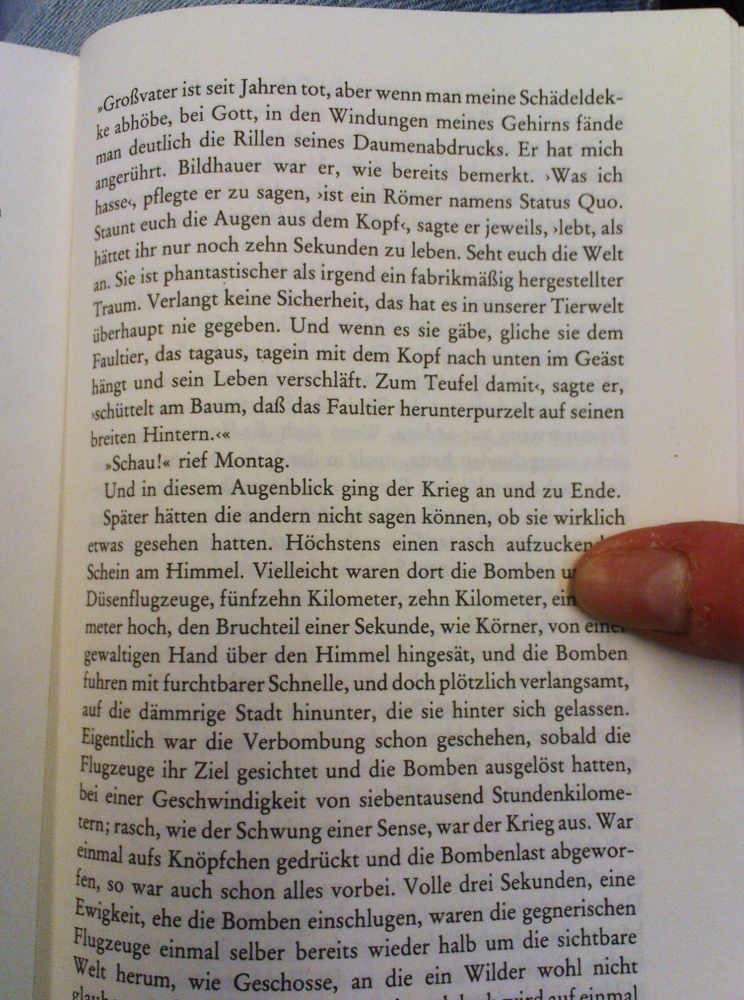 »Großvater ist seit Jahren tot, aber wenn man meine Schädeldek-
ke abhöbe, bei Gott, in den Windungen meines Gehirns fände
man deutlich die Rillen seines Daumenabdrucks. Er hat mich
angerührt. Bildhauer war er, wie bereits bemerkt. ›Was ich
hasse‹, pflegte er zu sagen, ›ist ein Römer namens Status Quo.
Staunt euch die Augen aus dem Kopf‹, sagte er jeweils, ›lebt, als
hättet ihr nur noch zehn Sekunden zu leben. Seht euch die Welt
an. Sie ist phantastischer als irgend ein fabrikmäßig hergestellter
Traum. Verlangt keine Sicherheit, das hat es in unserer Tierwelt
überhaupt nie gegeben. Und wenn es sie gäbe, gliche sie dem
Faultier, das tagaus, tagein mit dem Kopf nach unten im Geäst
hängt und sein Leben verschläft. Zum Teufel damit‹, sagte er,
›schüttelt am Baum, daß das Faultier herunterpurzelt auf seinen
breiten Hintern.‹«
»Schau!« rief Montag.
Und in diesem Augenblick ging der Krieg an und zu Ende.
Später hätten die andern nicht sagen können, ob sie wirklich
etwas gesehen hatten. Höchstens einen rasch
Schein am Himmel. Vielleicht waren dort die Bomben
Düsenflugzeuge, fünfzehn Kilometer, zehn Kilometer,
meter hoch, den Bruchteil einer Sekunde, wie Körner, von einer
gewaltigen Hand über den Himmel hingesät, und die Bomben
fuhren mit furchtbarer Schnelle, und doch plötzlich verlangsamt,
auf die dämmrige Stadt hinunter, die sie hinter sich gelassen.
Eigentlich war die Verbombung schon geschehen, sobald die
Flugzeuge ihr Ziel gesichtet und die Bomben ausgelöst hatten,
bei einer Geschwindigkeit von siebentausend Stundenkilome-
tern; rasch, wie der Schwung einer Sense, war der Krieg aus. War
einmal aufs Knöpfchen gedrückt und die Bombenlast abgewor-
fen, so war auch schon alles vorbei. Volle drei Sekunden, eine
Ewigkeit, ehe die Bomben einschlugen, waren die gegnerischen
Flugzeuge einmal selber bereits wieder halb um die sichtbare
Welt herum, wie Geschosse, an die ein Wilder wohl nicht
wird auf einmal